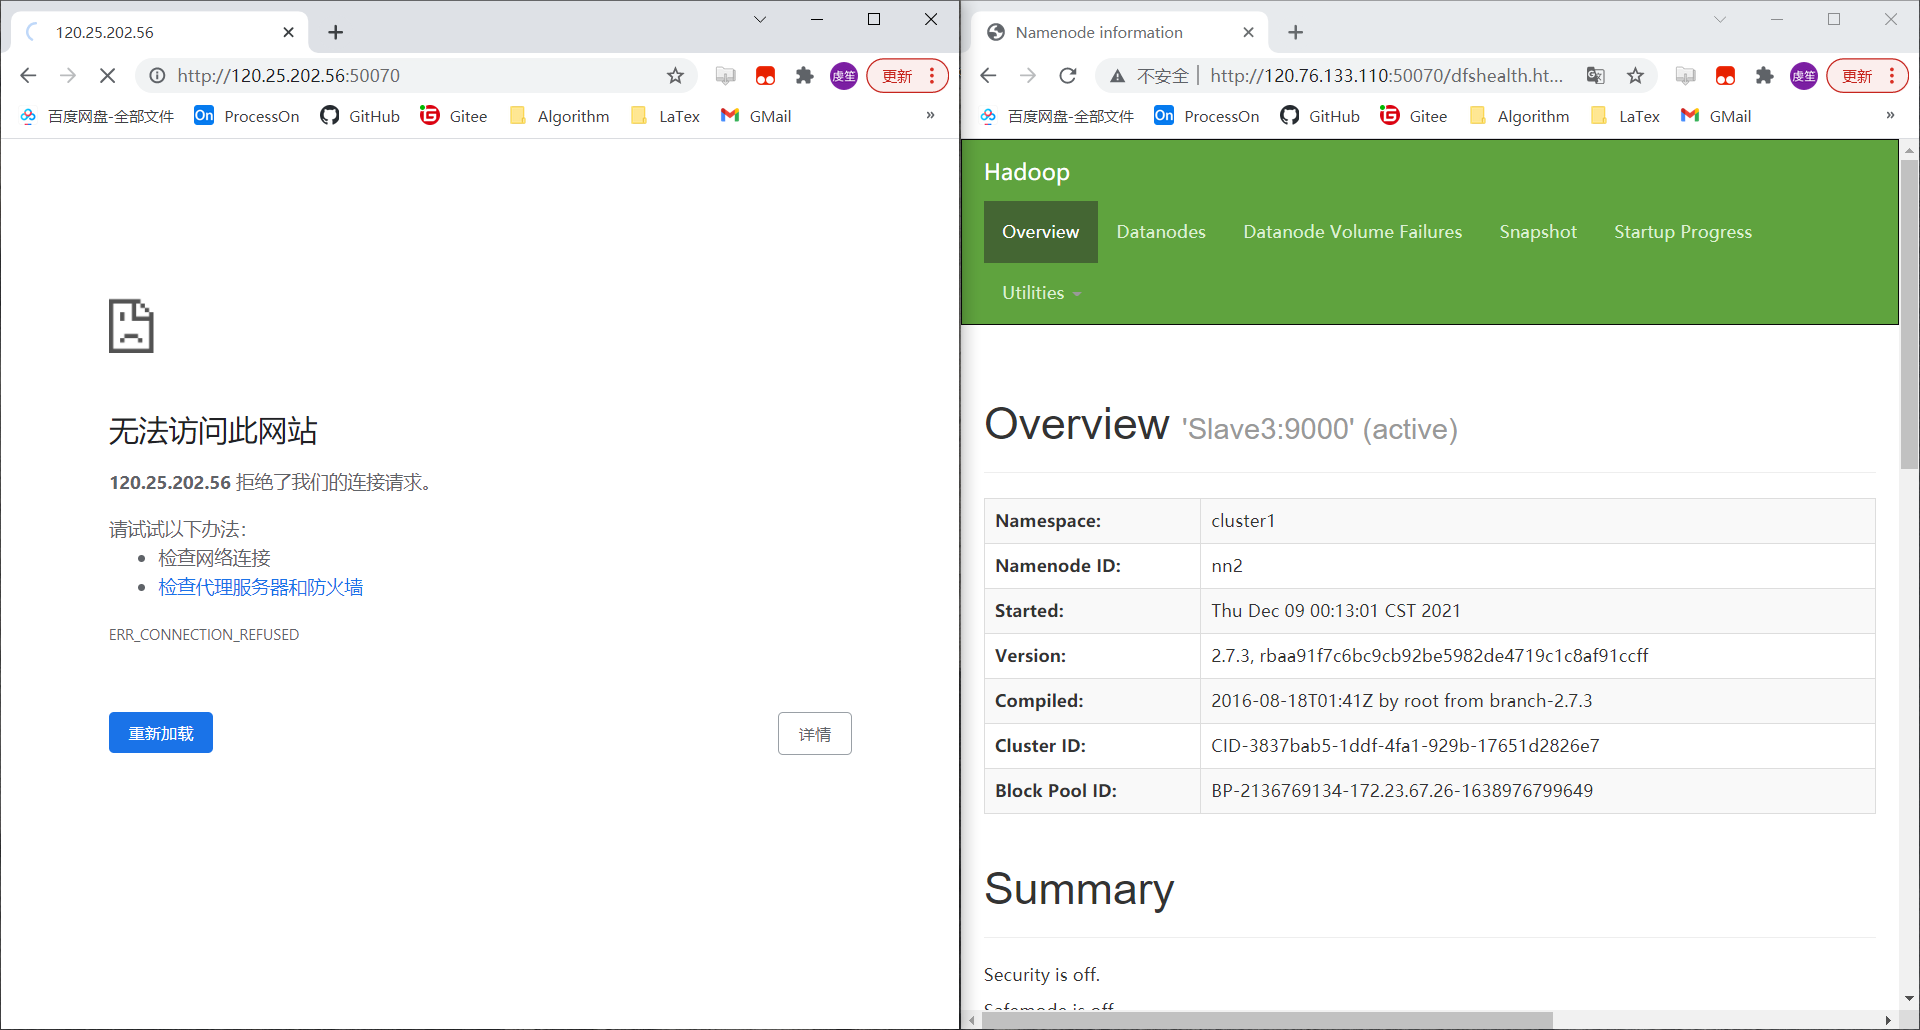 120.25.202.56
http://120.25.202.56:50070
虔笙
更新
百度网盘-全部文件
On
ProcessOn
GitHub
Gitee
Algorithm
LaTex
GMail
»
无法访问此网站
120.25.202.56 拒绝了我们的连接请求。
请试试以下办法：
• 检查网络连接
• 检查代理服务器和防火墙
ERR_CONNECTION_REFUSED
重新加载
详情
Namenode information
不安全
http://120.76.133.110:50070/dfshealth.ht...
虔笙
更新
百度网盘-全部文件
On
ProcessOn
GitHub
Gitee
Algorithm
LaTex
GMail
»
Hadoop
Overview
Datanodes
Datanode Volume Failures
Snapshot
Startup Progress
Utilities
Overview 'Slave3:9000' (active)
Namespace: cluster1
Namenode ID: nn2
Started: Thu Dec 09 00:13:01 CST 2021
Version: 2.7.3, rbaa91f7c6bc9cb92be5982de4719c1c8af91ccff
Compiled: 2016-08-18T01:41Z by root from branch-2.7.3
Cluster ID: CID-3837bab5-1ddf-4fa1-929b-17651d2826e7
Block Pool ID: BP-2136769134-172.23.67.26-1638976799649
Summary
Security is off.
Safemode is off.